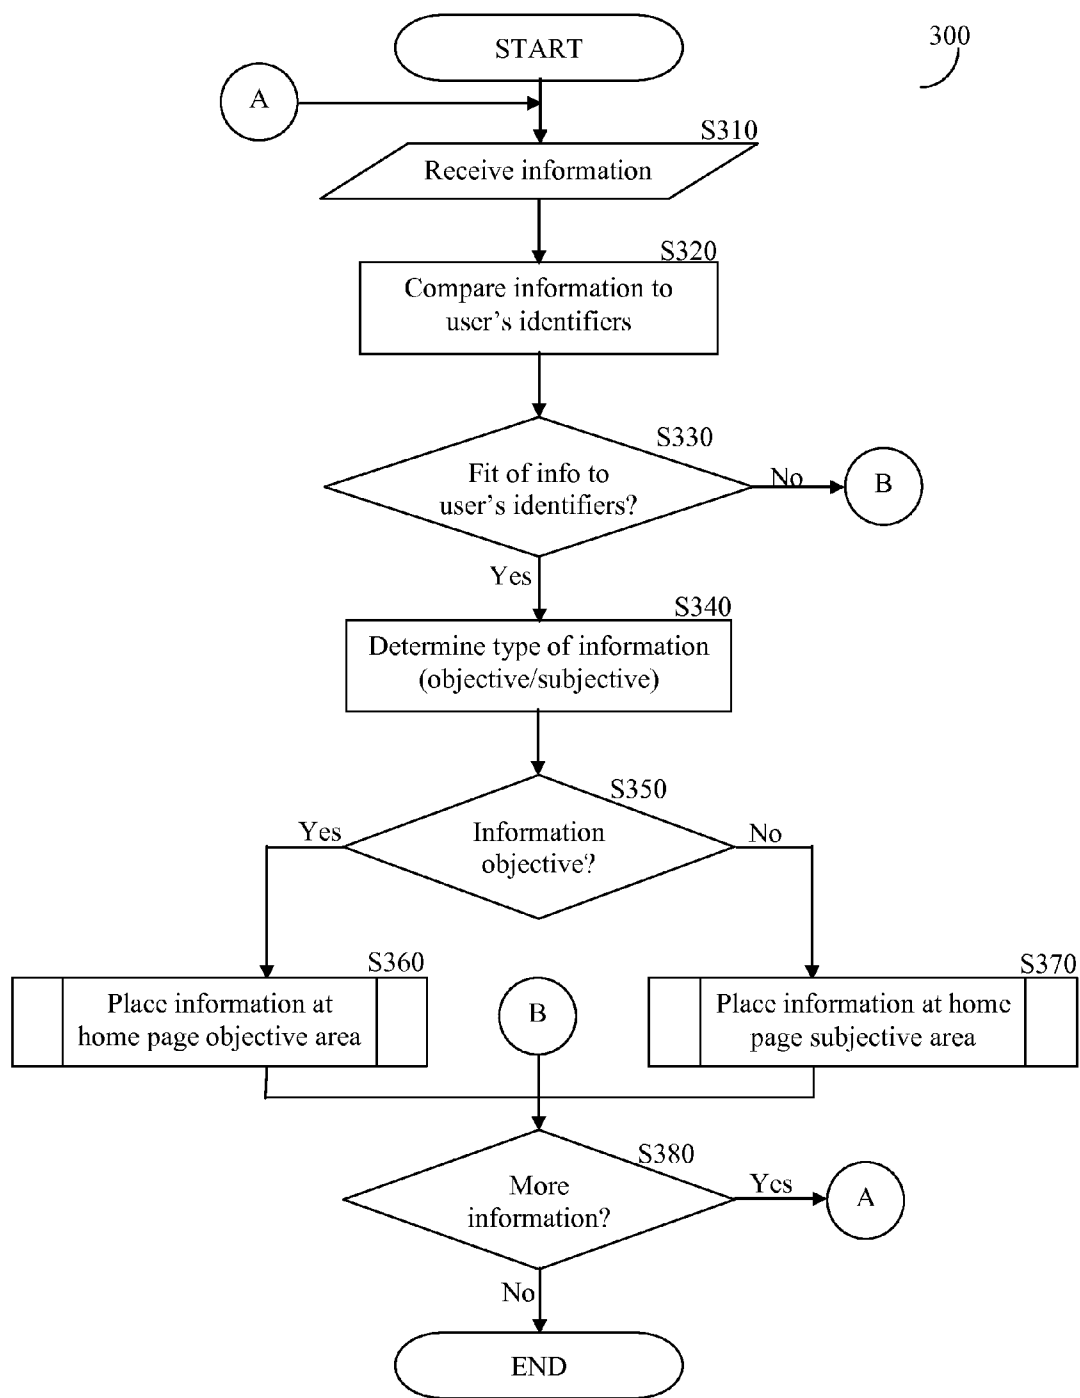 START
300
A
S310
Receive information
S320
Compare information to
user's identifiers
S330
Fit of info to
user's identifiers?
No
B
Yes
S340
Determine type of information
(objective/subjective)
S350
Yes
Information
objective?
No
S360
Place information at
home page objective area
B
S370
Place information at home
page subjective area
S380
More
information?
Yes
A
No
END